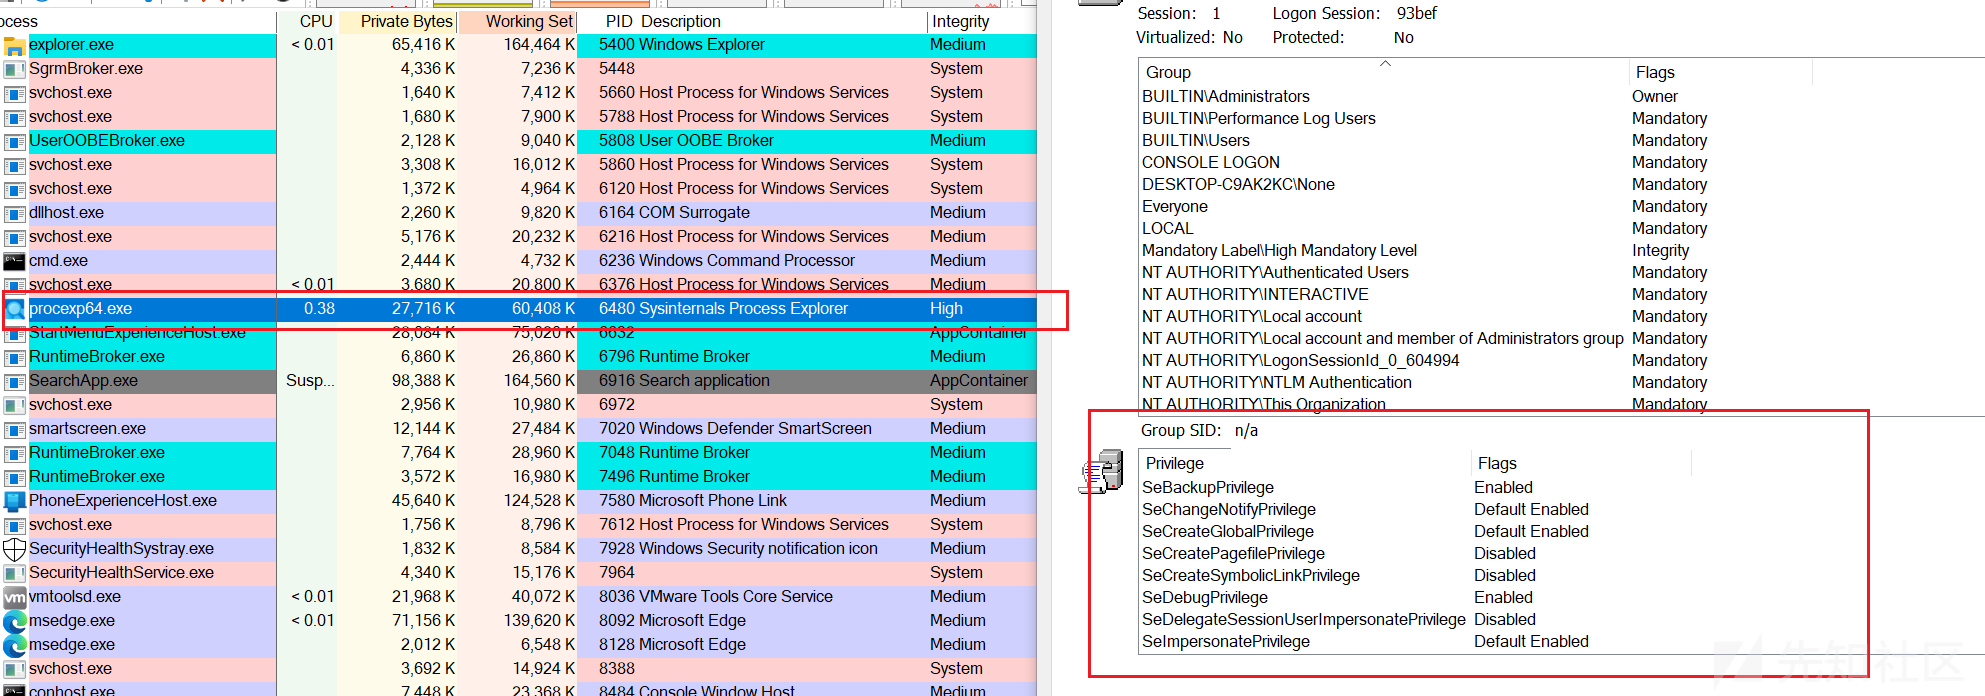 ocess CPU Private Bytes Working Set PID Description Integrity
explorer.exe < 0.01 65,416 K 164,464 K 5400 Windows Explorer Medium
SgrmBroker.exe 4,336 K 7,236 K 5448 System
svchost.exe 1,640 K 7,412 K 5660 Host Process for Windows Services System
svchost.exe 1,680 K 7,900 K 5788 Host Process for Windows Services System
UserOOBEBroker.exe 2,128 K 9,040 K 5808 User OOBE Broker Medium
svchost.exe 3,308 K 16,012 K 5860 Host Process for Windows Services System
svchost.exe 1,372 K 4,964 K 6120 Host Process for Windows Services System
dllhost.exe 2,260 K 9,820 K 6164 COM Surrogate Medium
svchost.exe 5,176 K 20,232 K 6216 Host Process for Windows Services Medium
cmd.exe 2,444 K 4,732 K 6236 Windows Command Processor Medium
svchost.exe < 0.01 3,680 K 20,800 K 6376 Host Process for Windows Services System
procexp64.exe 0.38 27,716 K 60,408 K 6480 Sysinternals Process Explorer High
StartMenuExperienceHost.exe 28,084 K 75,020 K 6632 AppContainer
RuntimeBroker.exe 6,860 K 26,860 K 6796 Runtime Broker Medium
SearchApp.exe Susp... 98,388 K 164,560 K 6916 Search application AppContainer
svchost.exe 2,956 K 10,980 K 6972 System
smartscreen.exe 12,144 K 27,484 K 7020 Windows Defender SmartScreen Medium
RuntimeBroker.exe 7,764 K 28,960 K 7048 Runtime Broker Medium
RuntimeBroker.exe 3,572 K 16,980 K 7496 Runtime Broker Medium
PhoneExperienceHost.exe 45,640 K 124,528 K 7580 Microsoft Phone Link Medium
svchost.exe 1,756 K 8,796 K 7612 Host Process for Windows Services System
SecurityHealthSystray.exe 1,832 K 8,584 K 7928 Windows Security notification icon Medium
SecurityHealthService.exe 4,340 K 15,176 K 7964 System
vmtoolsd.exe < 0.01 21,968 K 40,072 K 8036 VMware Tools Core Service Medium
msedge.exe < 0.01 71,156 K 139,620 K 8092 Microsoft Edge Medium
msedge.exe 2,012 K 6,548 K 8128 Microsoft Edge Medium
svchost.exe 3,692 K 14,924 K 8388 System
conhost.exe 7,448 K 23,368 K 8484 Console Window Host Medium
Session: 1 Logon Session: 93bef
Virtualized: No Protected: No
Group Flags
BUILTIN\Administrators Owner
BUILTIN\Performance Log Users Mandatory
BUILTIN\Users Mandatory
CONSOLE LOGON Mandatory
DESKTOP-C9AK2KC\None Mandatory
Everyone Mandatory
LOCAL Mandatory
Mandatory Label\High Mandatory Level Integrity
NT AUTHORITY\Authenticated Users Mandatory
NT AUTHORITY\INTERACTIVE Mandatory
NT AUTHORITY\Local account Mandatory
NT AUTHORITY\Local account and member of Administrators group Mandatory
NT AUTHORITY\LogonSessionId_0_604994 Mandatory
NT AUTHORITY\NTLM Authentication Mandatory
NT AUTHORITY\This Organization Mandatory
Group SID: n/a
Privilege Flags
SeBackupPrivilege Enabled
SeChangeNotifyPrivilege Default Enabled
SeCreateGlobalPrivilege Default Enabled
SeCreatePagefilePrivilege Disabled
SeCreateSymbolicLinkPrivilege Disabled
SeDebugPrivilege Enabled
SeDelegateSessionUserImpersonatePrivilege Disabled
SeImpersonatePrivilege Default Enabled
先知社区